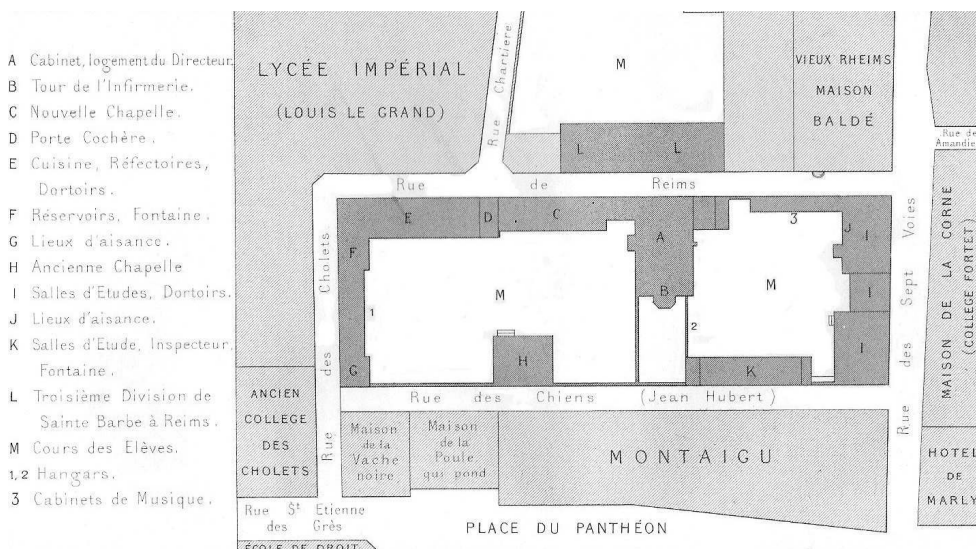 A Cabinet, logement du Directeur.
B Tour de l'Infirmerie.
C Nouvelle Chapelle.
D Porte Cochère.
E Cuisine, Réfectoires,
Dortoirs.
F Réservoirs, Fontaine.
G Lieux d'aisance.
H Ancienne Chapelle
I Salles d'Etudes, Dortoirs.
J Lieux d'aisance.
K Salles d'Etude, Inspecteur,
Fontaine.
L Troisième Division de
Sainte Barbe à Reims.
M Cours des Elèves.
1, 2 Hangars.
3 Cabinets de Musique.
LYCÉE IMPÉRIAL
(LOUIS LE GRAND)
Rue Chartière
M
L L
VIEUX RHEIMS
MAISON
BALDÉ
Rue des
Amandie
Rue de Reims
E
D
C
A
B
3
J
I
I
I
F
1
G
M
H
2
M
K
Rue des Cholets
Rue des Sept Voies
MAISON DE LA CORNE
(COLLEGE FORTET)
Rue des Chiens (Jean Hubert)
ANCIEN
COLLEGE
DES
CHOLETS
Maison
de la
Vache
noire.
Maison
de la
Poule
qui pond
MONTAIGU
HOTEL
DE
MARLY
Rue St Etienne
des Grès
PLACE DU PANTHÉON
ÉCOLE DE DROIT